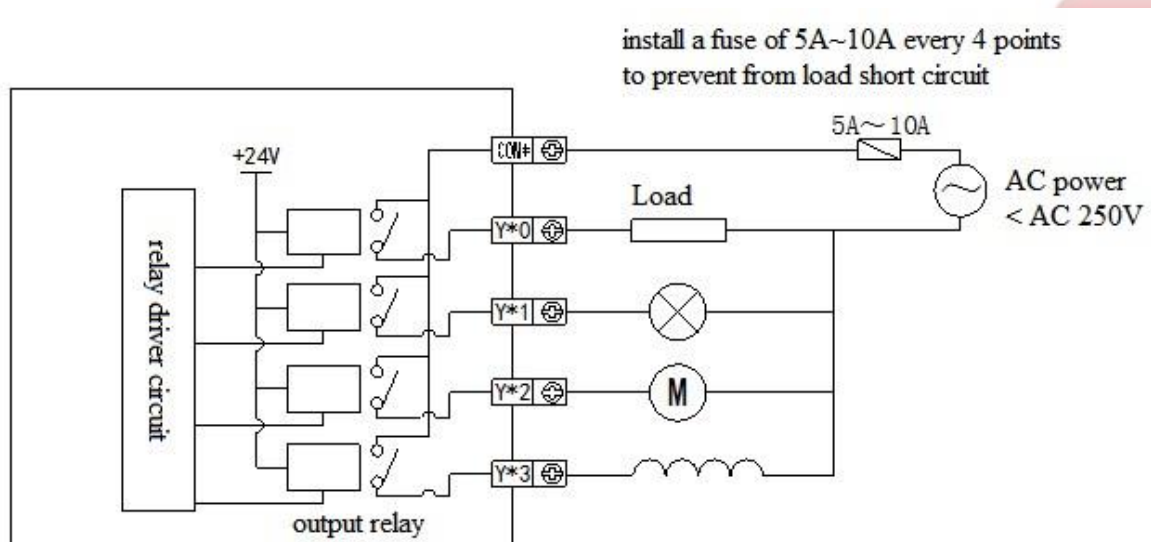 install a fuse of 5A~10A every 4 points
to prevent from load short circuit
5A～10A
+24V
COM*
AC power
< AC 250V
Load
Y*0
relay driver circuit
Y*1
Y*2
M
Y*3
output relay